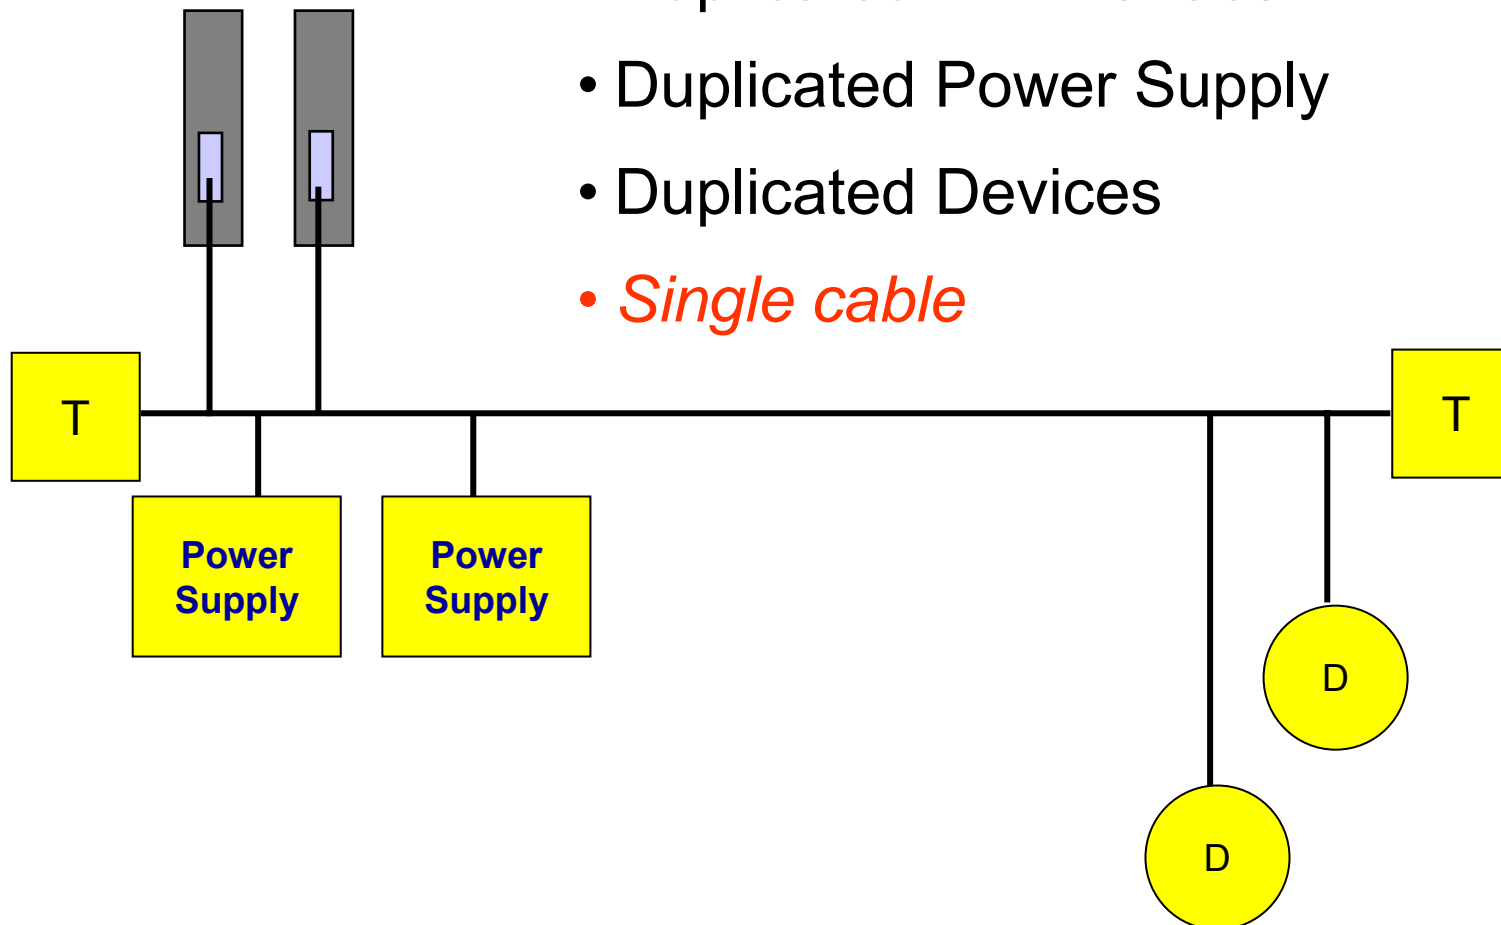 • Duplicated Power Supply
• Duplicated Devices
• Single cable
T
T
Power
Supply
Power
Supply
D
D